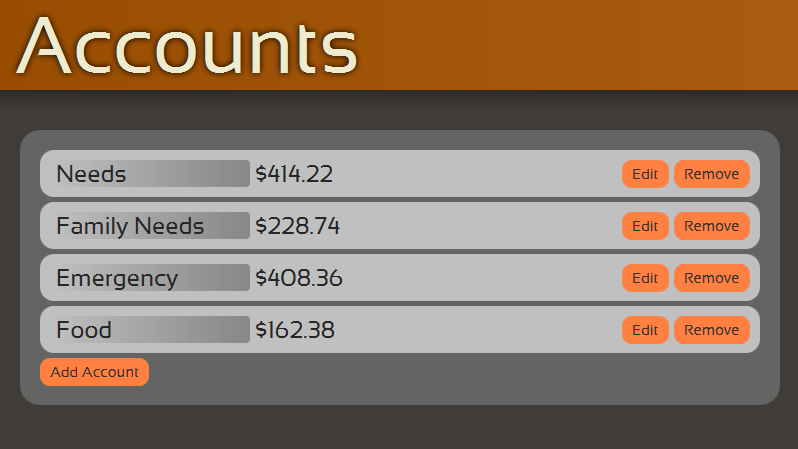 Accounts
Needs $414.22 Edit Remove
Family Needs $228.74 Edit Remove
Emergency $408.36 Edit Remove
Food $162.38 Edit Remove
Add Account